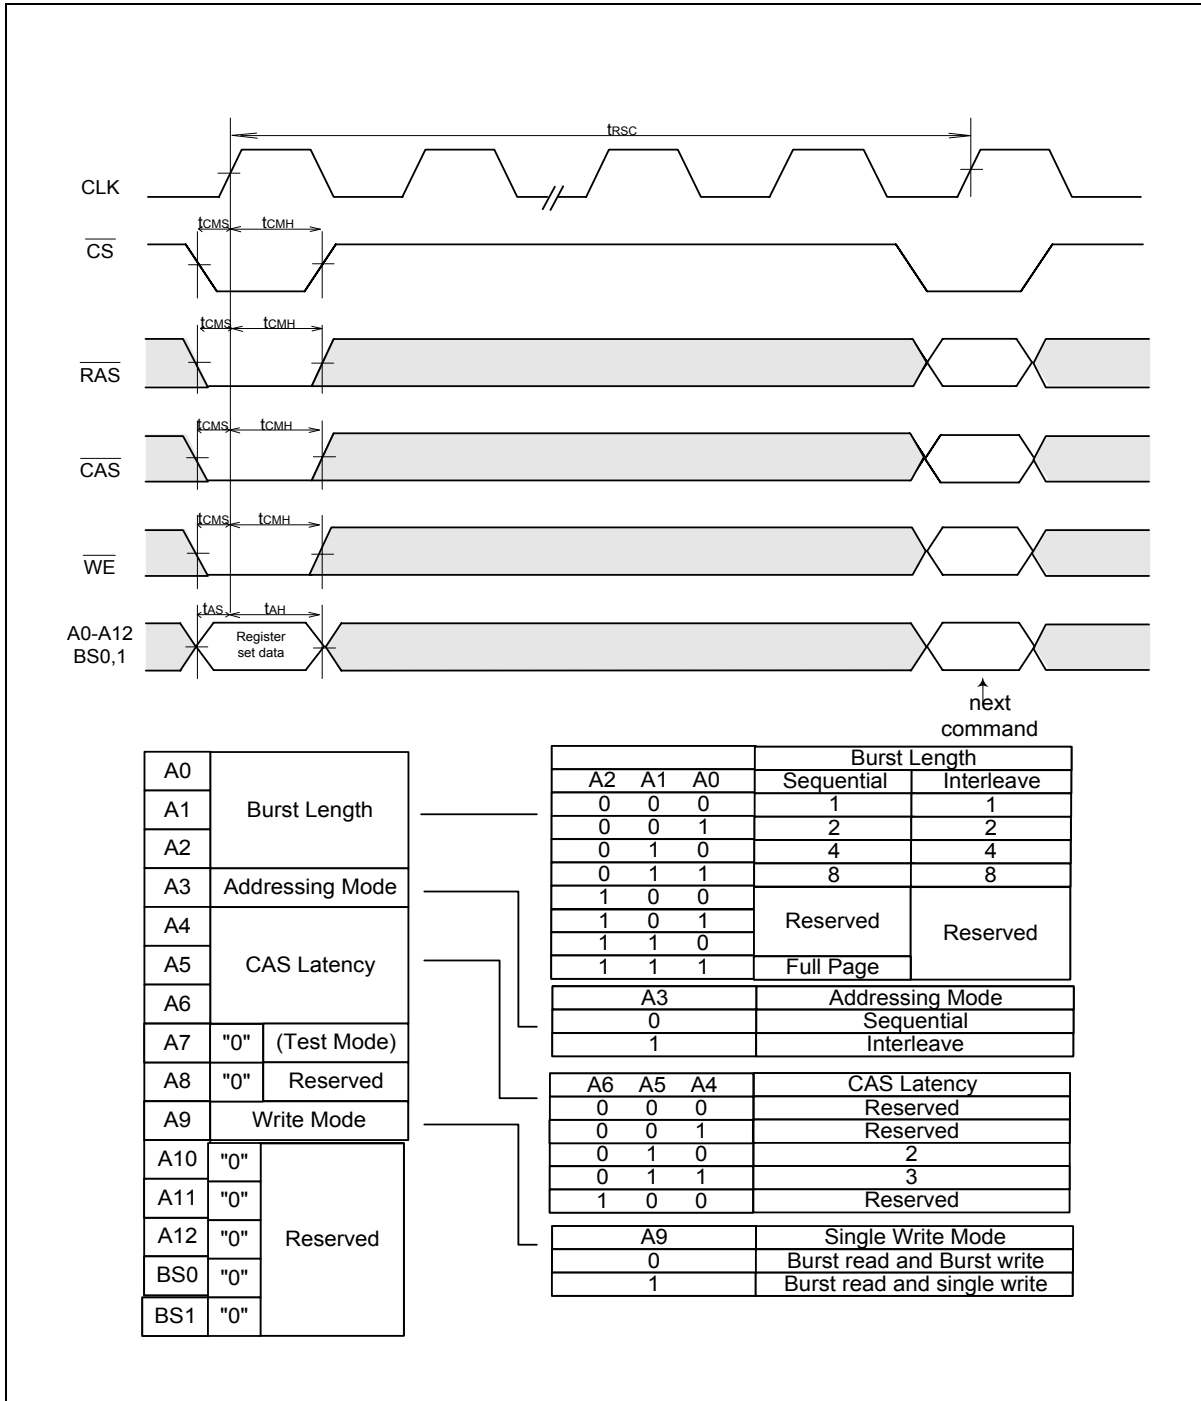 tRSC
CLK
tCMS tCMH
CS
tCMS tCMH
RAS
tCMS tCMH
CAS
tCMS tCMH
WE
tAS tAH
A0-A12
BS0,1
Register
set data
next
command
A0
A1 Burst Length
A2
A3 Addressing Mode
A4
A5 CAS Latency
A6
A7 "0" (Test Mode)
A8 "0" Reserved
A9 Write Mode
A10 "0"
A11 "0"
A12 "0" Reserved
BS0 "0"
BS1 "0"
Burst Length
A2 A1 A0 Sequential Interleave
0 0 0 1 1
0 0 1 2 2
0 1 0 4 4
0 1 1 8 8
1 0 0
1 0 1 Reserved Reserved
1 1 0
1 1 1 Full Page
A3 Addressing Mode
0 Sequential
1 Interleave
A6 A5 A4 CAS Latency
0 0 0 Reserved
0 0 1 Reserved
0 1 0 2
0 1 1 3
1 0 0 Reserved
A9 Single Write Mode
0 Burst read and Burst write
1 Burst read and single write